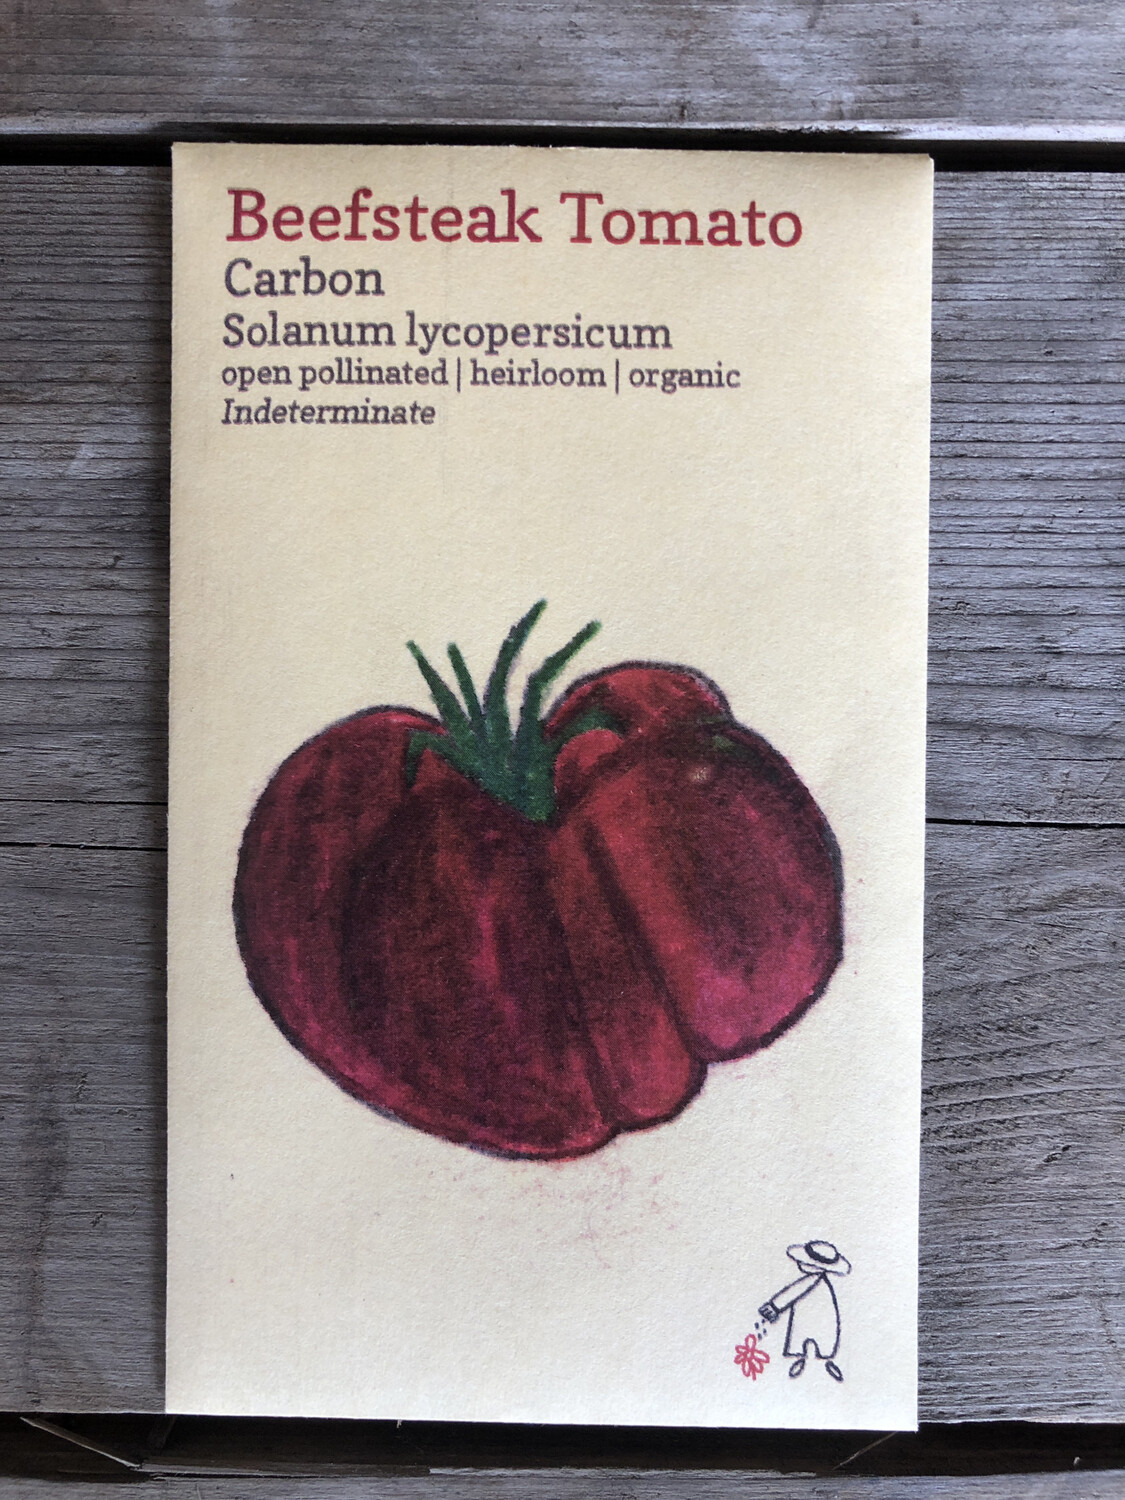 Beefsteak Tomato
Carbon
Solanum lycopersicum
open pollinated | heirloom | organic
Indeterminate